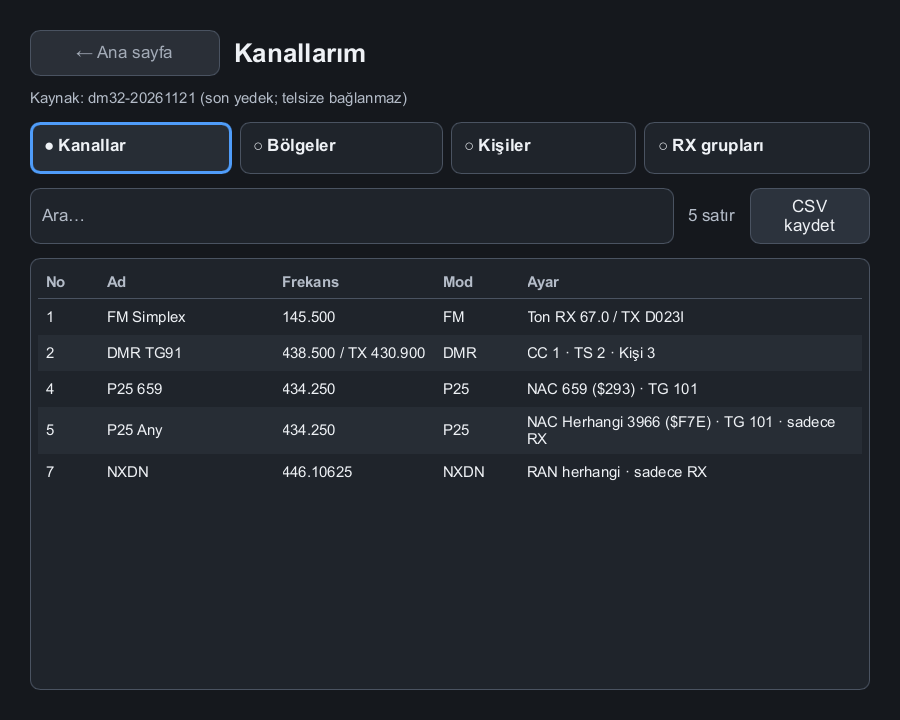 ← Ana sayfa
Kanallarım
Kaynak: dm32-20261121 (son yedek; telsize bağlanmaz)
● Kanallar
○ Bölgeler
○ Kişiler
○ RX grupları
Ara…
5 satır
CSV
kaydet
No Ad Frekans Mod Ayar
1 FM Simplex 145.500 FM Ton RX 67.0 / TX D023I
2 DMR TG91 438.500 / TX 430.900 DMR CC 1 · TS 2 · Kişi 3
4 P25 659 434.250 P25 NAC 659 ($293) · TG 101
5 P25 Any 434.250 P25 NAC Herhangi 3966 ($F7E) · TG 101 · sadece
RX
7 NXDN 446.10625 NXDN RAN herhangi · sadece RX